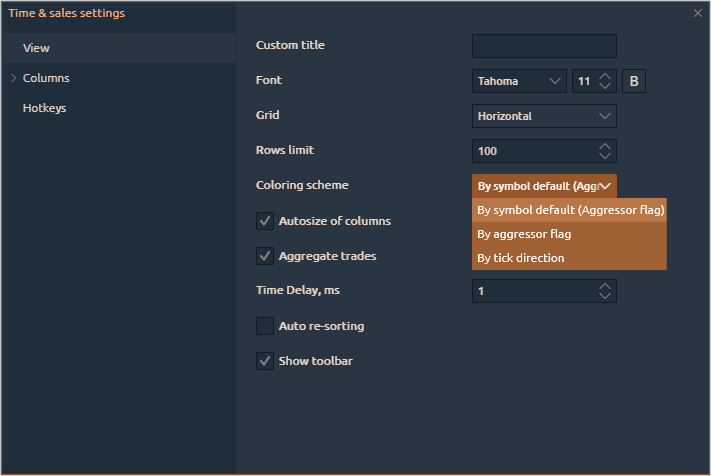 Time & sales settings
View
Columns
Hotkeys
Custom title
Font
Tahoma
11
B
Grid
Horizontal
Rows limit
100
Coloring scheme
By symbol default (Aggr
By symbol default (Aggressor flag)
By aggressor flag
By tick direction
Autosize of columns
Aggregate trades
Time Delay, ms
1
Auto re-sorting
Show toolbar